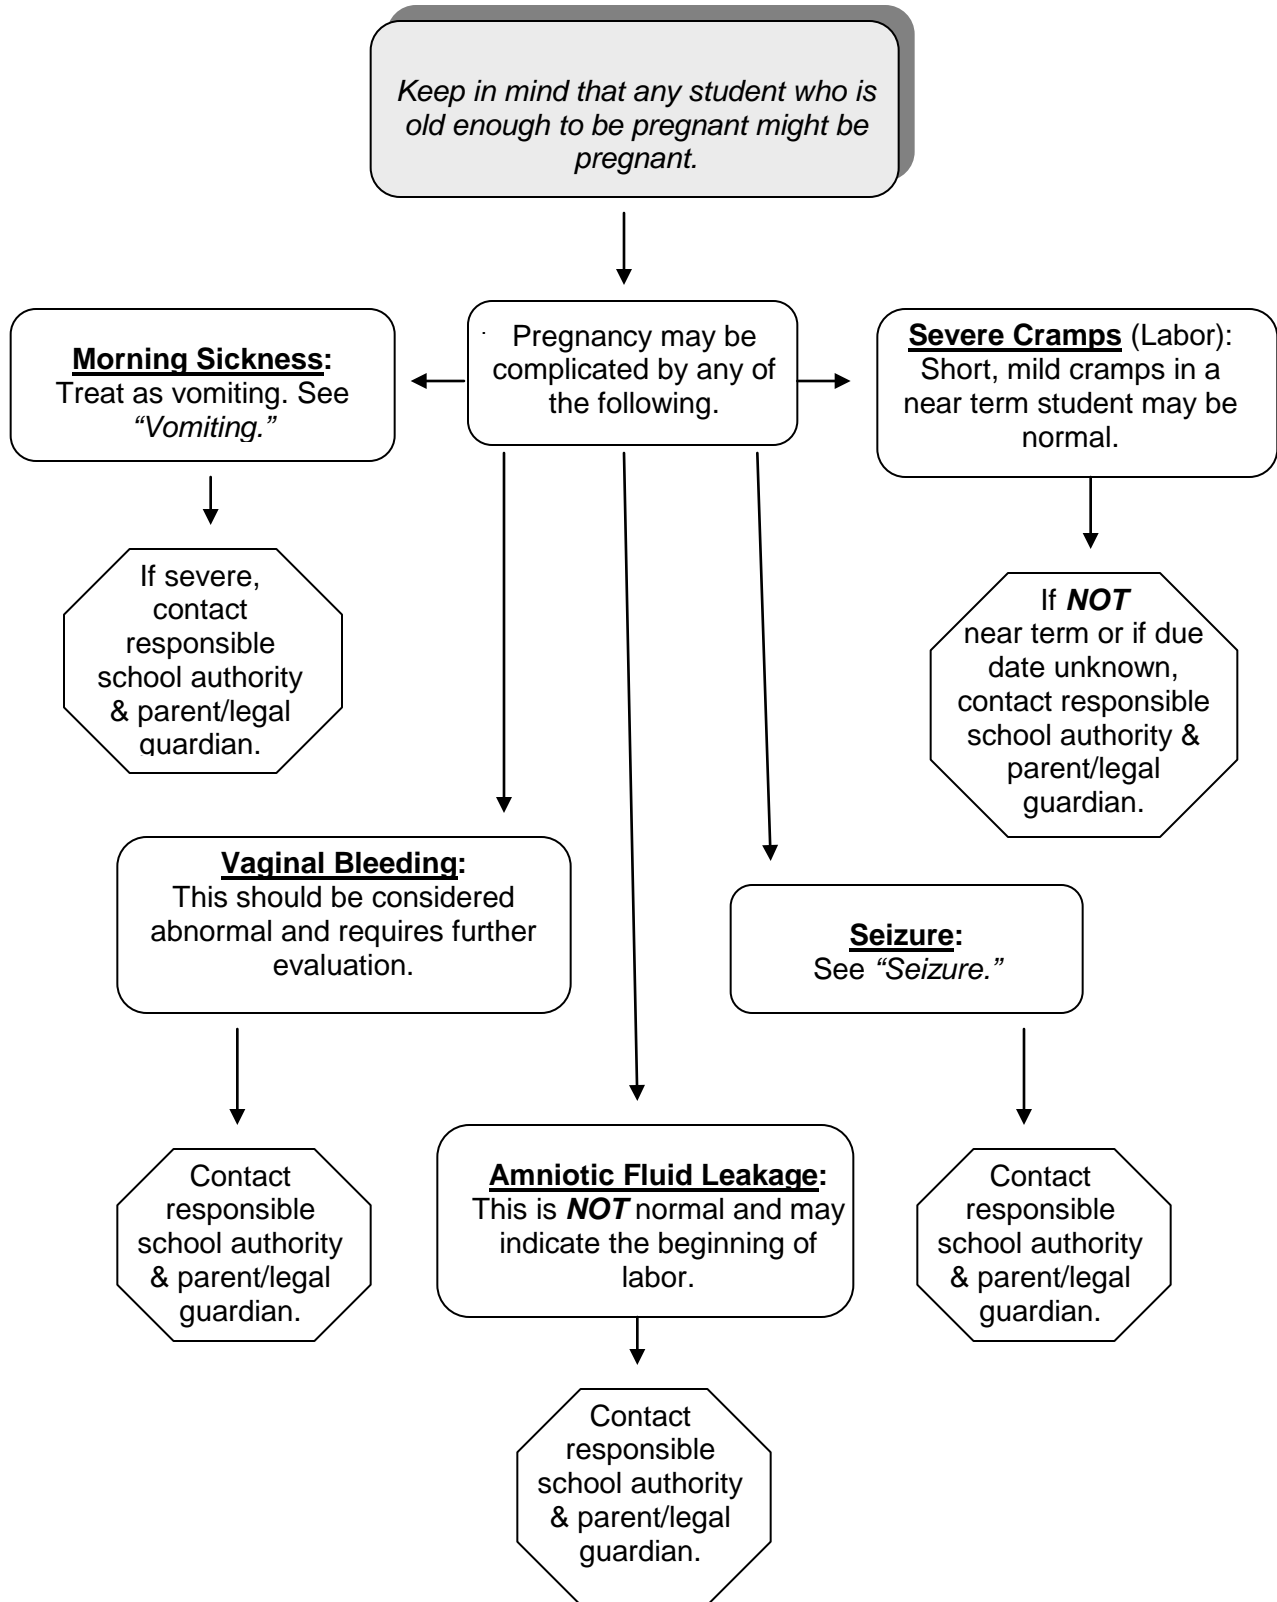 Keep in mind that any student who is
old enough to be pregnant might be
pregnant.
Morning Sickness:
Treat as vomiting. See
“Vomiting.”
Pregnancy may be
complicated by any of
the following.
Severe Cramps (Labor):
Short, mild cramps in a
near term student may be
normal.
If severe,
contact
responsible
school authority
& parent/legal
guardian.
If NOT
near term or if due
date unknown,
contact responsible
school authority &
parent/legal
guardian.
Vaginal Bleeding:
This should be considered
abnormal and requires further
evaluation.
Seizure:
See “Seizure.”
Contact
responsible
school authority
& parent/legal
guardian.
Amniotic Fluid Leakage:
This is NOT normal and may
indicate the beginning of
labor.
Contact
responsible
school authority
& parent/legal
guardian.
Contact
responsible
school authority
& parent/legal
guardian.